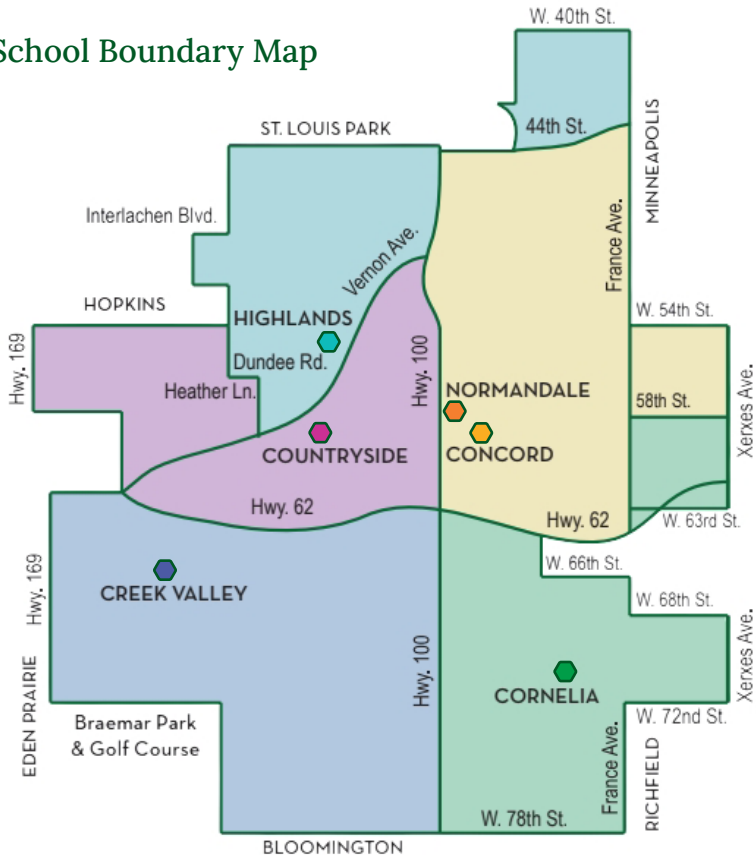 School Boundary Map
W. 40th St.
44th St.
MINNEAPOLIS
ST. LOUIS PARK
Interlachen Blvd.
Vernon Ave.
France Ave.
HOPKINS
W. 54th St.
HIGHLANDS
Hwy. 169
Dundee Rd.
Hwy. 100
Heather Ln.
NORMANDALE
58th St.
Xerxes Ave.
COUNTRYSIDE
CONCORD
Hwy. 62
Hwy. 62
W. 63rd St.
W. 66th St.
Hwy. 169
CREEK VALLEY
W. 68th St.
Hwy. 100
Xerxes Ave.
CORNELIA
EDEN PRAIRIE
Braemar Park
& Golf Course
W. 72nd St.
France Ave.
RICHFIELD
W. 78th St.
BLOOMINGTON